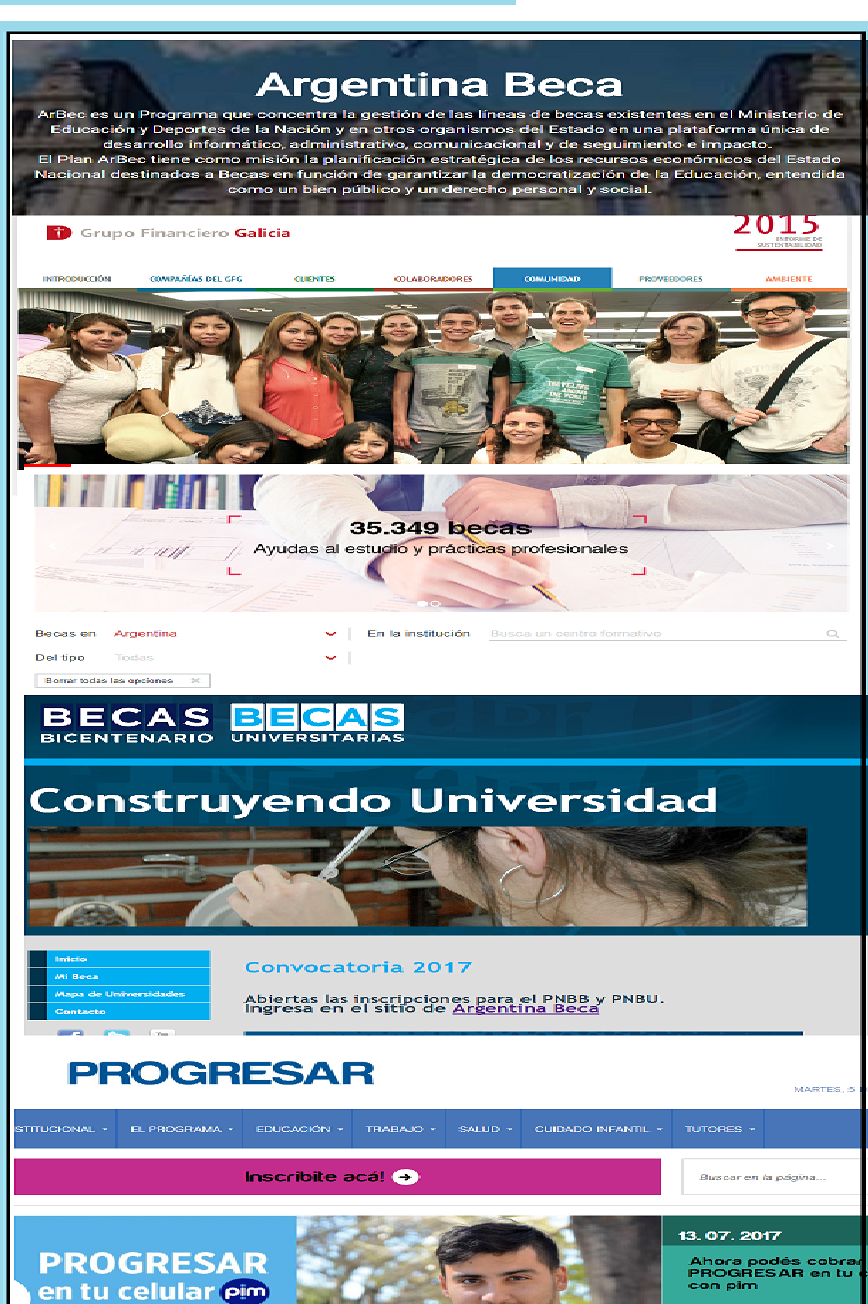 Argentina Beca
ArBec es un Programa que concentra la gestión de las líneas de becas existentes en el Ministerio de
Educación y Deportes de la Nación y en otros organismos del Estado en una plataforma única de
desarrollo informático, administrativo, comunicacional y de seguimiento e impacto.
El Plan ArBec tiene como misión la planificación estratégica de los recursos económicos del Estado
Nacional destinados a Becas en función de garantizar la democratización de la Educación, entendida
como un bien público y un derecho personal y social.
Grupo Financiero Galicia
2015
INFORME DE
SUSTENTABILIDAD
INTRODUCCIÓN COMPAÑÍAS DEL GFG CLIENTES COLABORADORES COMUNIDAD PROVEEDORES AMBIENTE
35.349 becas
Ayudas al estudio y prácticas profesionales
Becas en Argentina En la institución Busca un centro formativo
Del tipo Todas
Borrar todas las opciones ×
BECAS BECAS
BICENTENARIO UNIVERSITARIAS
Construyendo Universidad
Inicio
Mi Beca
Mapa de Universidades
Contacto
Convocatoria 2017
Abiertas las inscripciones para el PNBB y PNBU.
Ingresa en el sitio de Argentina Beca
PROGRESAR
MARTES, 5
STITUCIONAL EL PROGRAMA EDUCACIÓN TRABAJO SALUD CUIDADO INFANTIL TUTORES
Inscribite acá!
Buscar en la página...
PROGRESAR
en tu celular pim
13. 07. 2017
Ahora podés cobrar
PROGRESAR en tu c
con pim